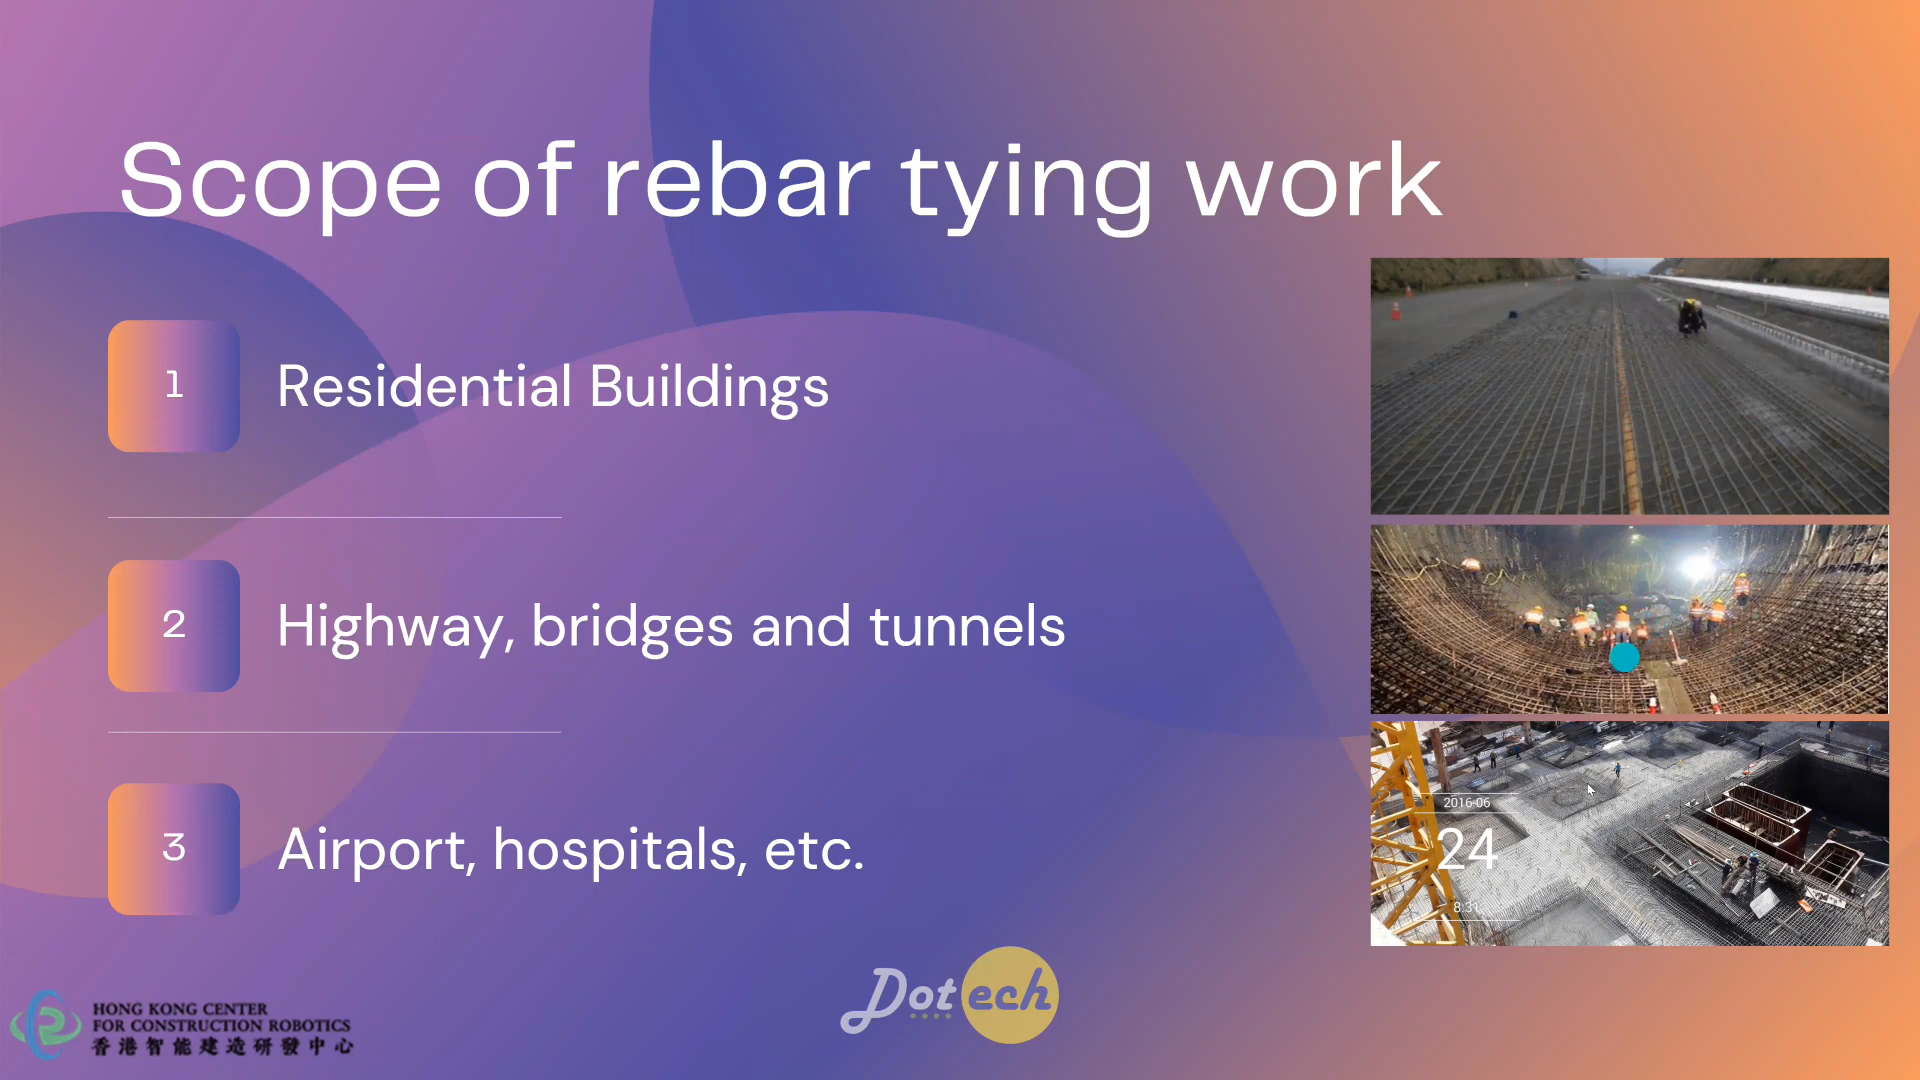 Scope of rebar tying work
1
Residential Buildings
2
Highway, bridges and tunnels
3
Airport, hospitals, etc.
2016-06
24
8:31
Dotech
HONG KONG CENTER
FOR CONSTRUCTION ROBOTICS
香港智能建造研發中心